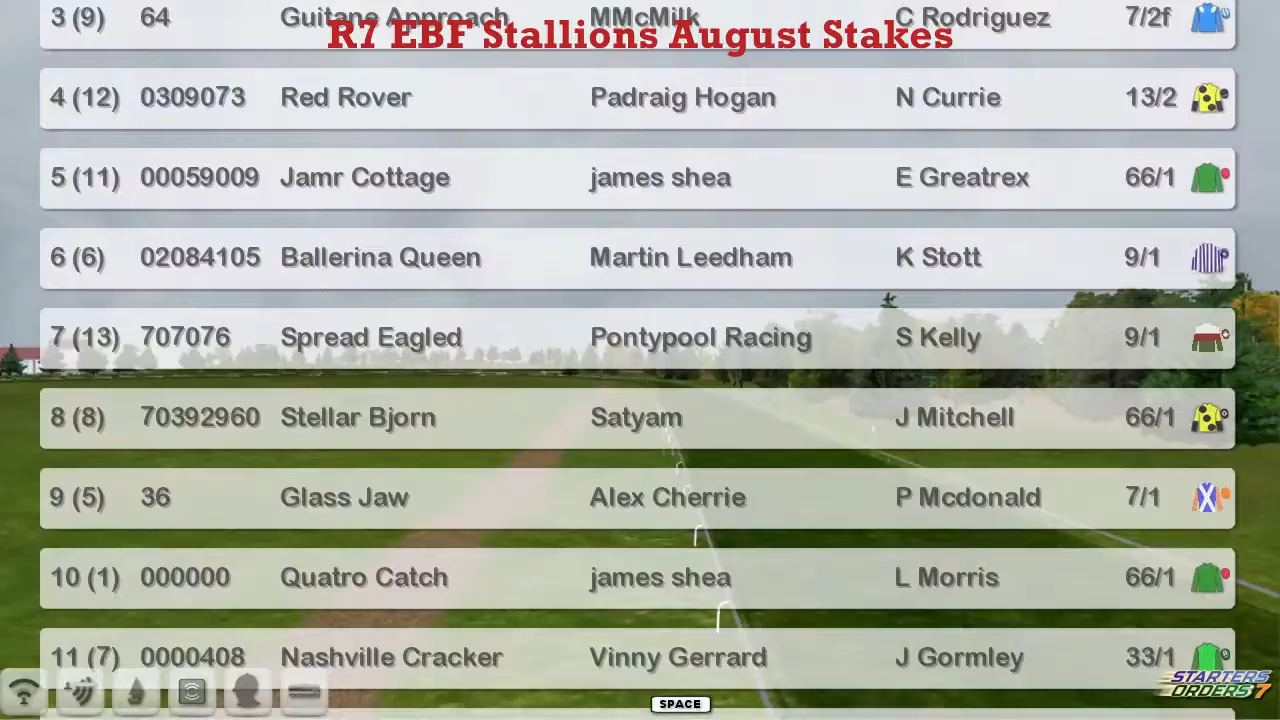 3 (9) 64 Guitane Approach MMcMilk C Rodriguez 7/2f
R7 EBF Stallions August Stakes
4 (12) 0309073 Red Rover Padraig Hogan N Currie 13/2
5 (11) 00059009 Jamr Cottage james shea E Greatrex 66/1
6 (6) 02084105 Ballerina Queen Martin Leedham K Stott 9/1
7 (13) 707076 Spread Eagled Pontypool Racing S Kelly 9/1
8 (8) 70392960 Stellar Bjorn Satyam J Mitchell 66/1
9 (5) 36 Glass Jaw Alex Cherrie P Mcdonald 7/1
10 (1) 000000 Quatro Catch james shea L Morris 66/1
11 (7) 0000408 Nashville Cracker Vinny Gerrard J Gormley 33/1
STARTERS
ORDERS 7
SPACE